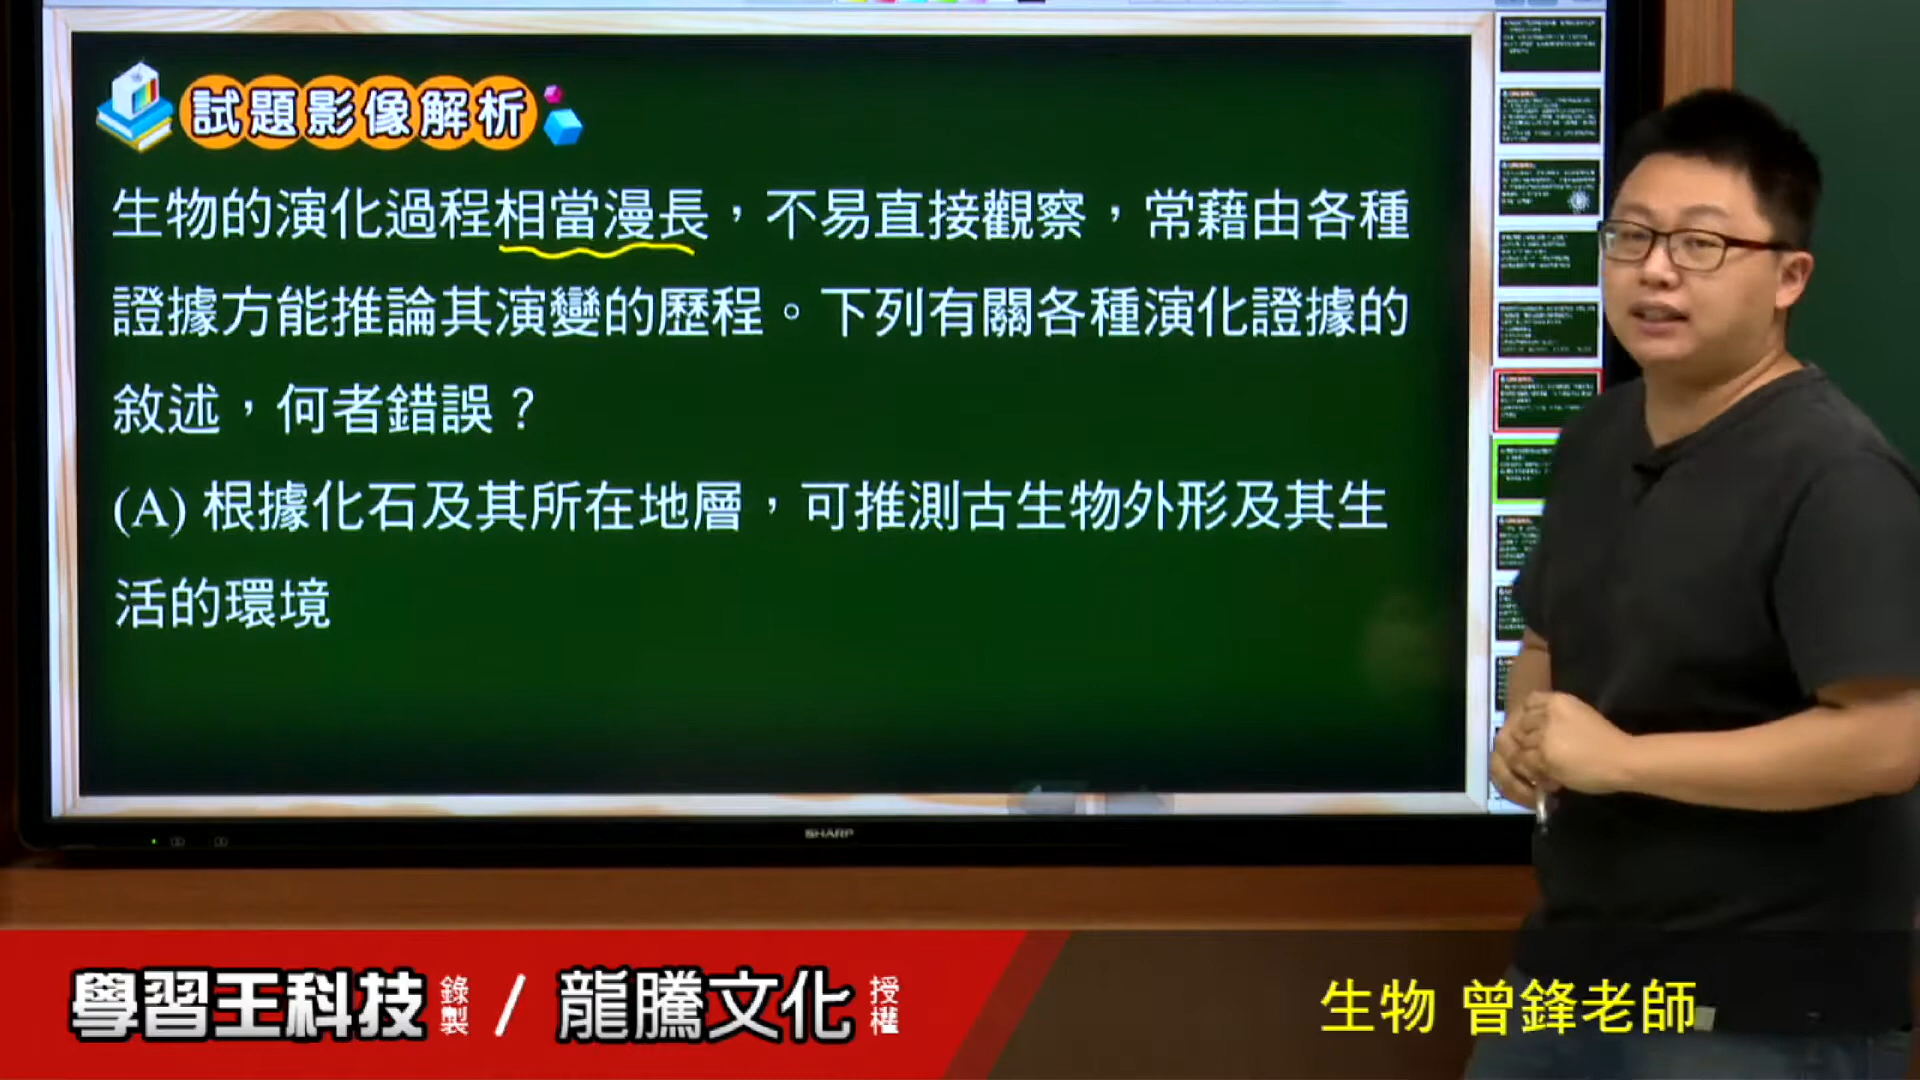 試題影像解析
生物的演化過程相當漫長，不易直接觀察，常藉由各種
證據方能推論其演變的歷程。下列有關各種演化證據的
敘述，何者錯誤？
(A) 根據化石及其所在地層，可推測古生物外形及其生
活的環境
SHARP
學習王科技 錄製 / 龍騰文化 授權
生物 曾鋒老師